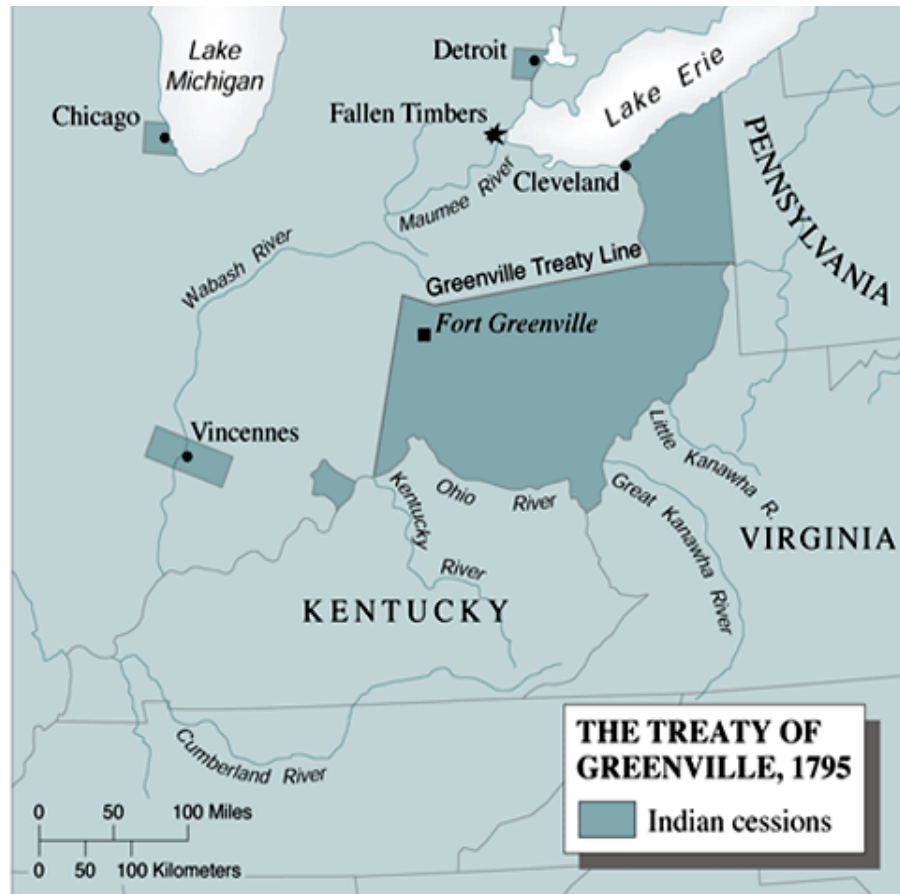 Lake
Michigan
Detroit
Lake Erie
Chicago
Fallen Timbers
PENNSYLVANIA
Cleveland
Maumee River
Wabash River
Greenville Treaty Line
Fort Greenville
Vincennes
Little Kanawha R.
Kentucky
River
Ohio River
Great Kanawha River
VIRGINIA
KENTUCKY
Cumberland River
THE TREATY OF
GREENVILLE, 1795
Indian cessions
0 50 100 Miles
0 50 100 Kilometers